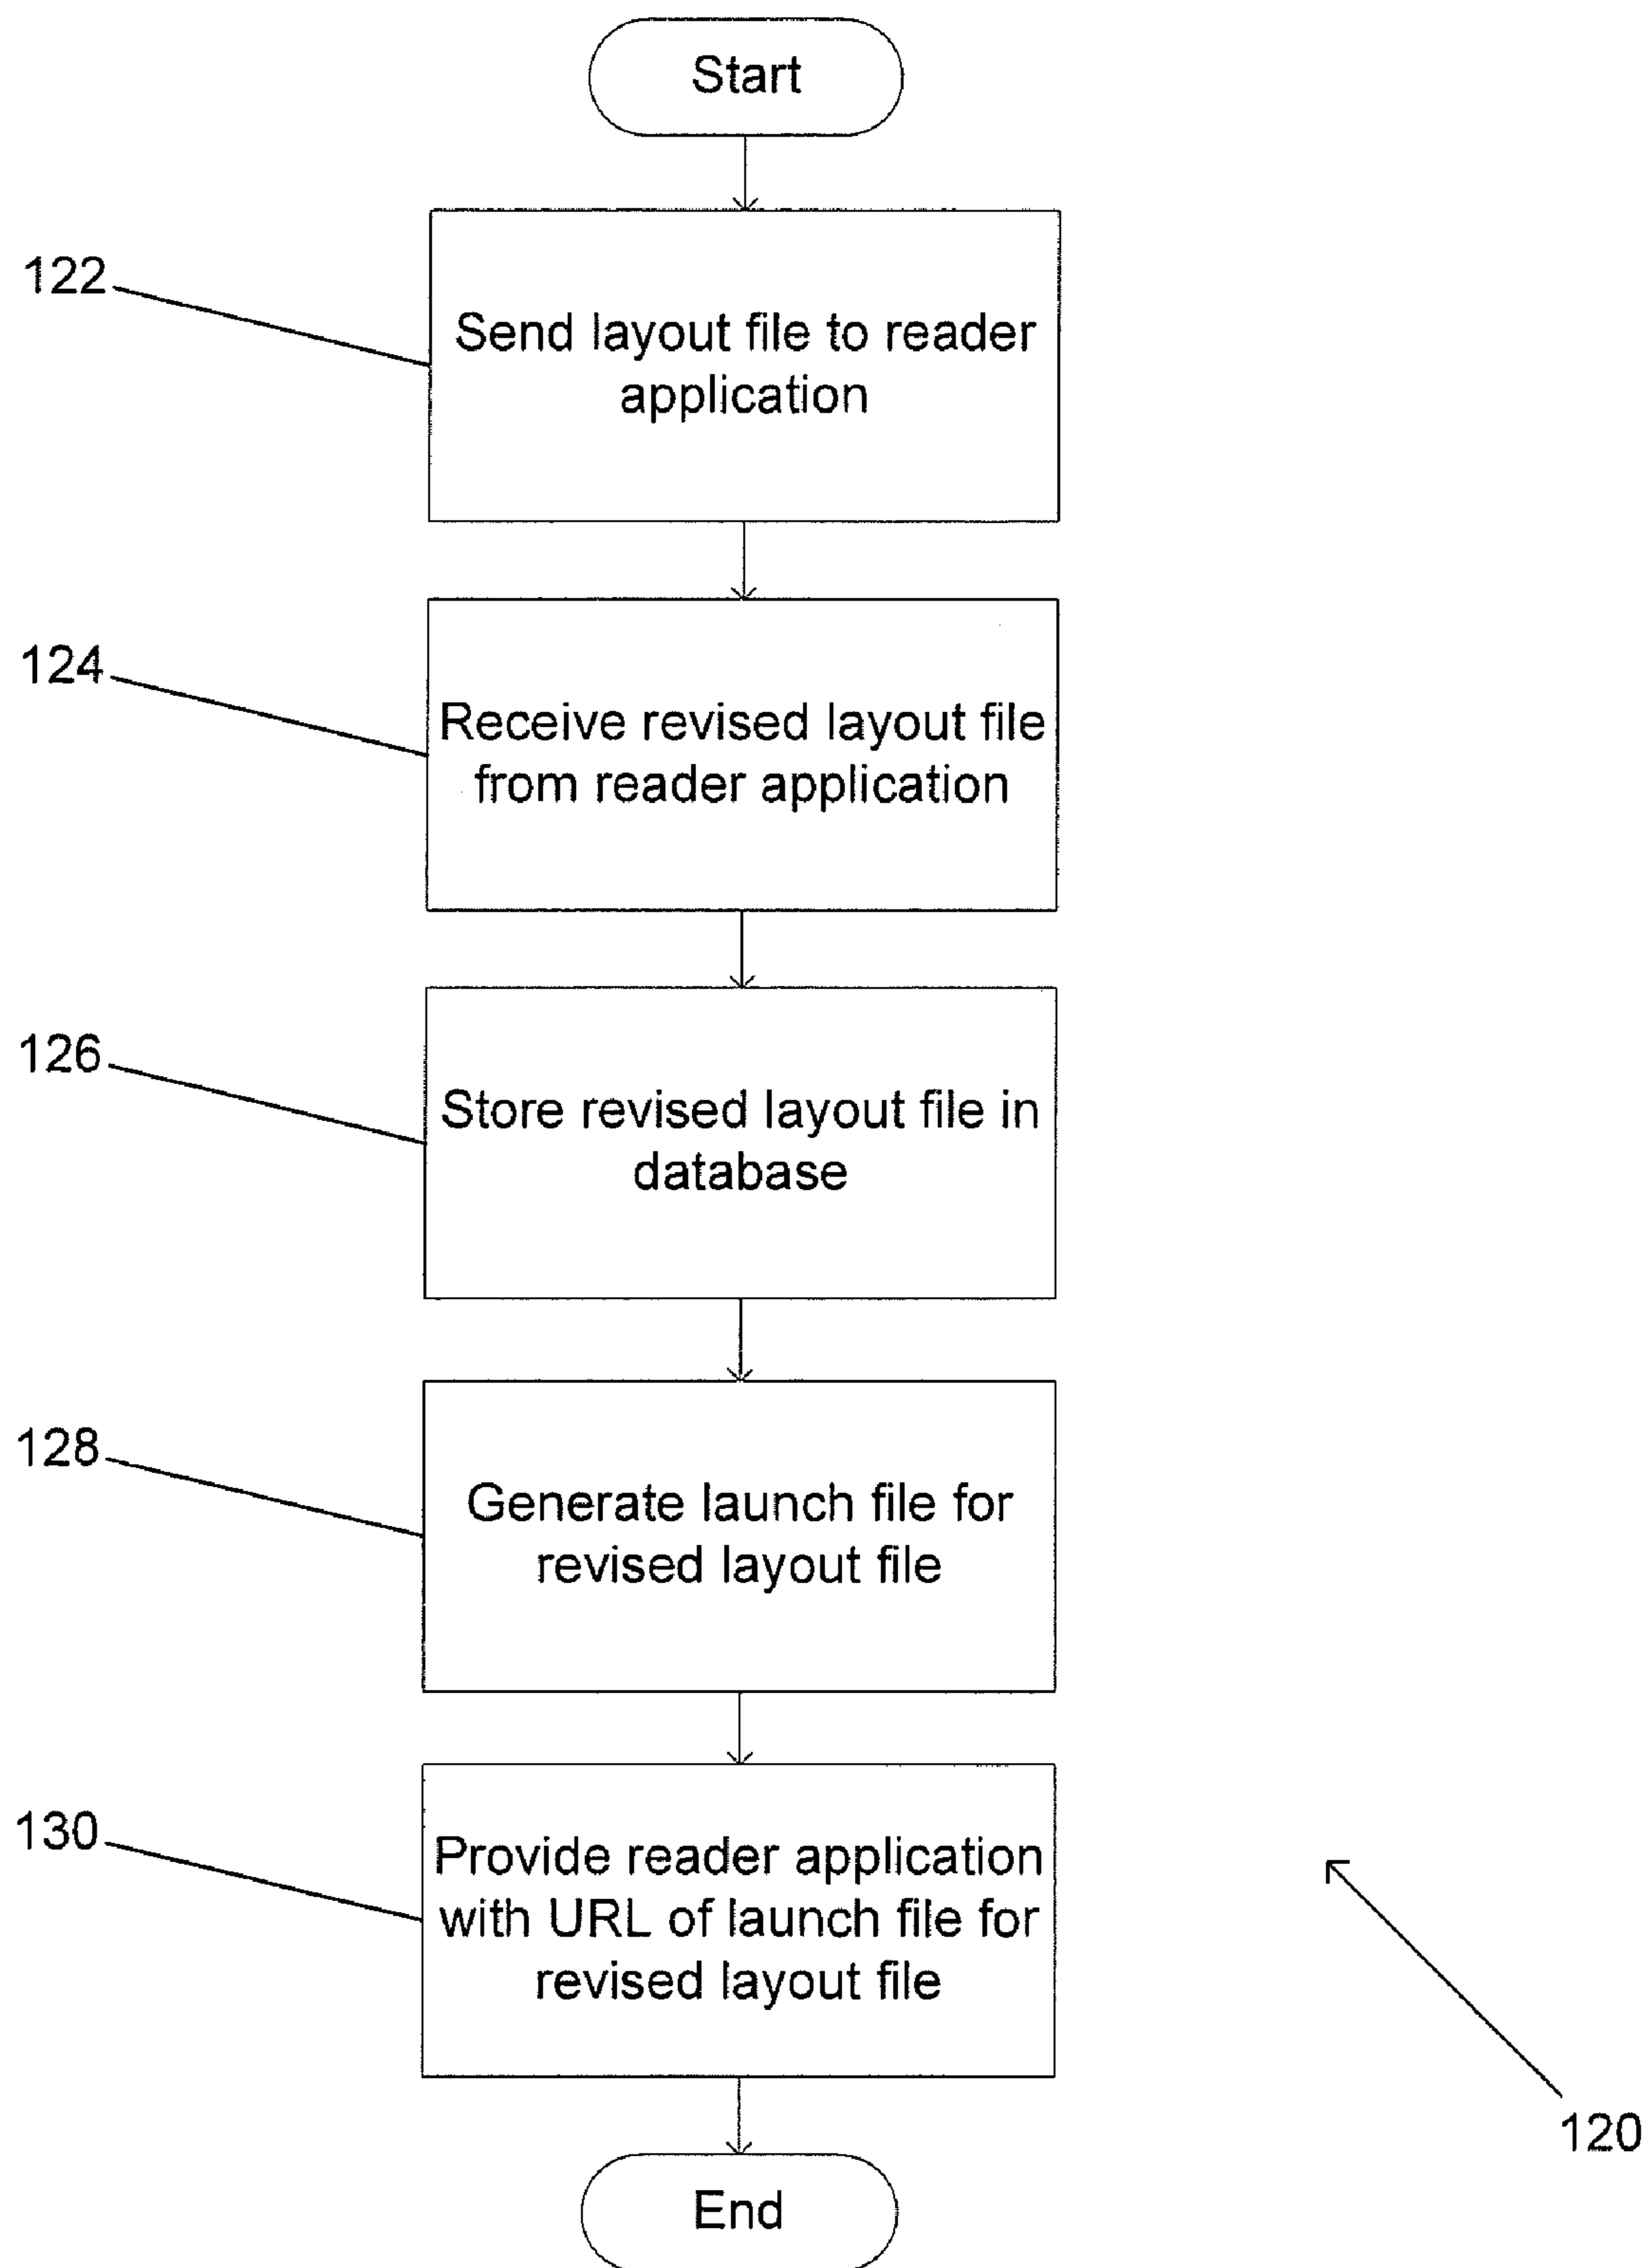 Start
122
Send layout file to reader
application
124
Receive revised layout file
from reader application
126
Store revised layout file in
database
128
Generate launch file for
revised layout file
130
Provide reader application
with URL of launch file for
revised layout file
120
End